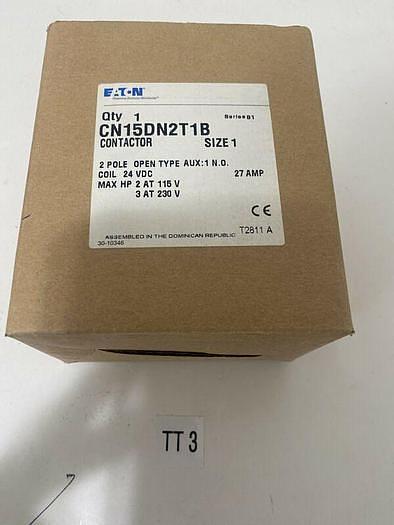 EATON
Qty 1
Series B1
CN15DN2T1B
CONTACTOR SIZE 1
2 POLE OPEN TYPE AUX:1 N.O.
COIL 24 VDC 27 AMP
MAX HP 2 AT 115 V
3 AT 230 V
CE
ASSEMBLED IN THE DOMINICAN REPUBLIC T2811 A
30-10346
TT3